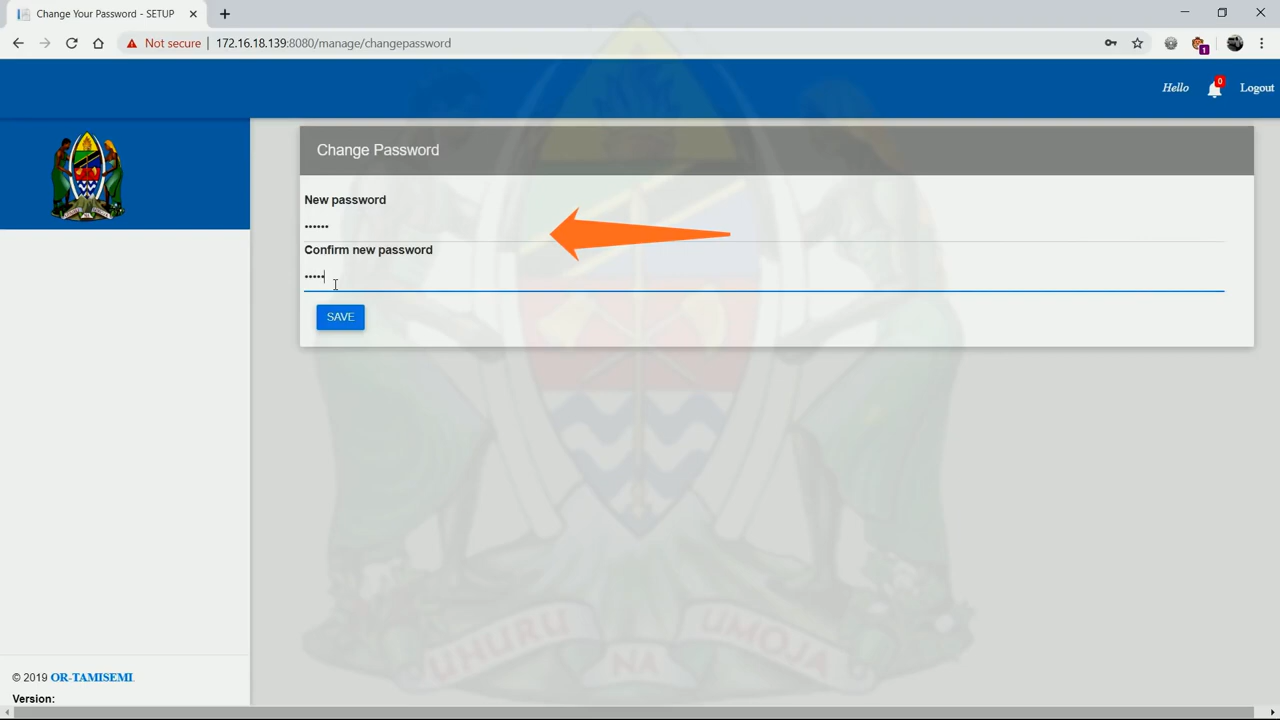 Change Your Password - SETUP
Not secure
172.16.18.139:8080/manage/changepassword
1
Hello
0
Logout
Change Password
New password
••••••
Confirm new password
•••••
SAVE
UHURU NA UMOJA
© 2019 OR-TAMISEMI.
Version: